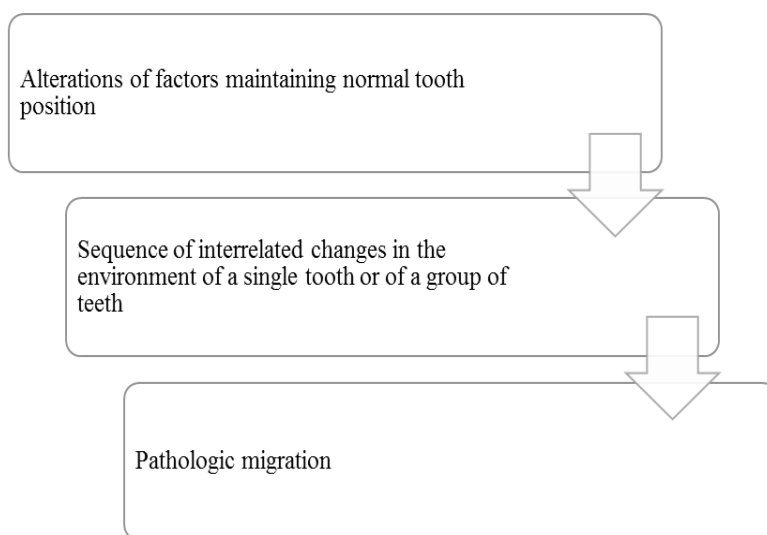 Alterations of factors maintaining normal tooth
position
Sequence of interrelated changes in the
environment of a single tooth or of a group of
teeth
Pathologic migration